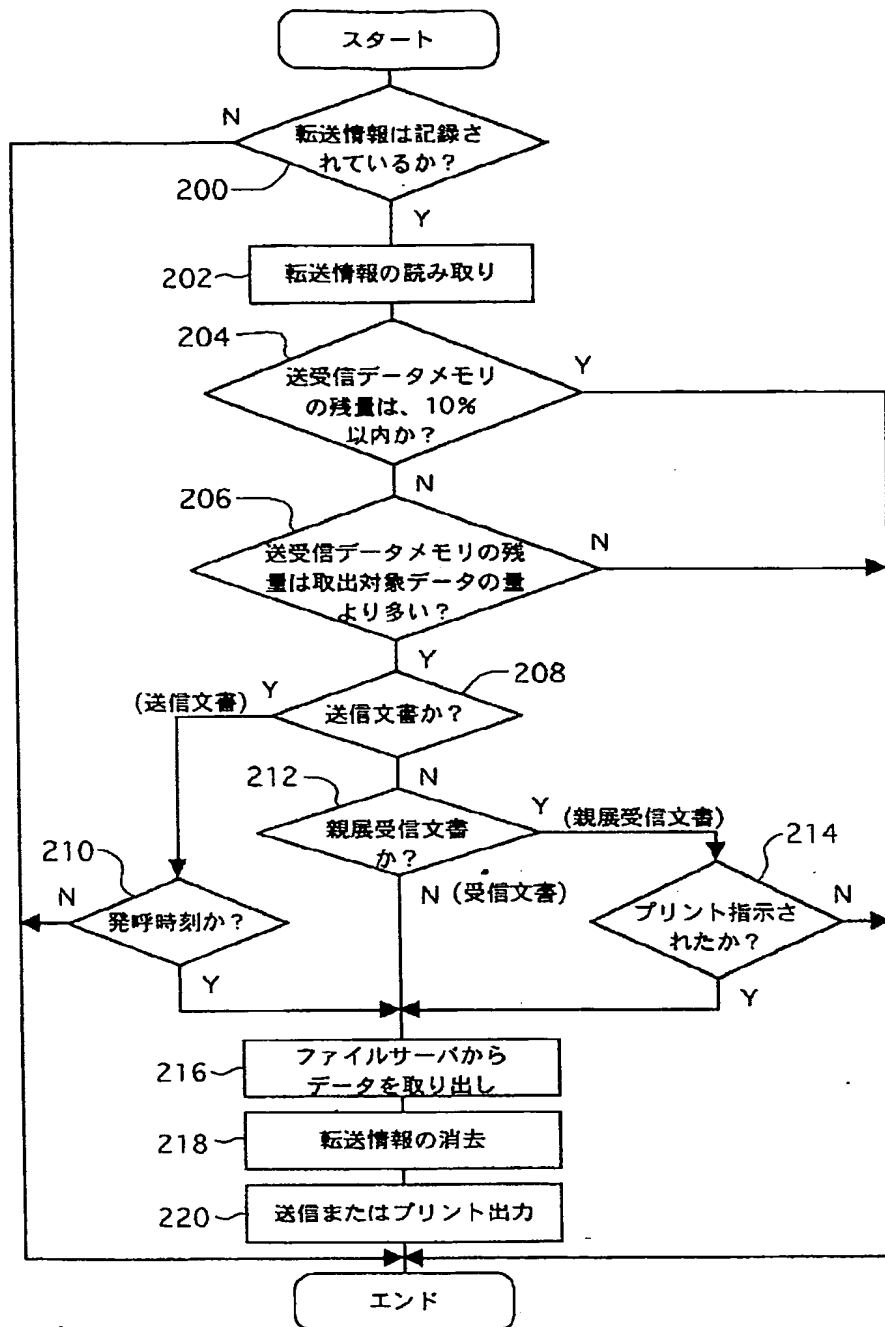 スタート
N
転送情報は記録さ
れているか？
200
Y
202
転送情報の読み取り
204
Y
送受信データメモリ
の残量は、10%
以内か？
N
206
N
送受信データメモリの残
量は取出対象データの量
より多い？
Y
208
(送信文書)
Y
送信文書か？
N
212
Y
(親展受信文書)
親展受信文書
か？
214
210
N
発呼時刻か？
N (受信文書)
プリント指示さ
れたか？
N
Y
Y
216
ファイルサーバから
データを取り出し
218
転送情報の消去
220
送信またはプリント出力
エンド